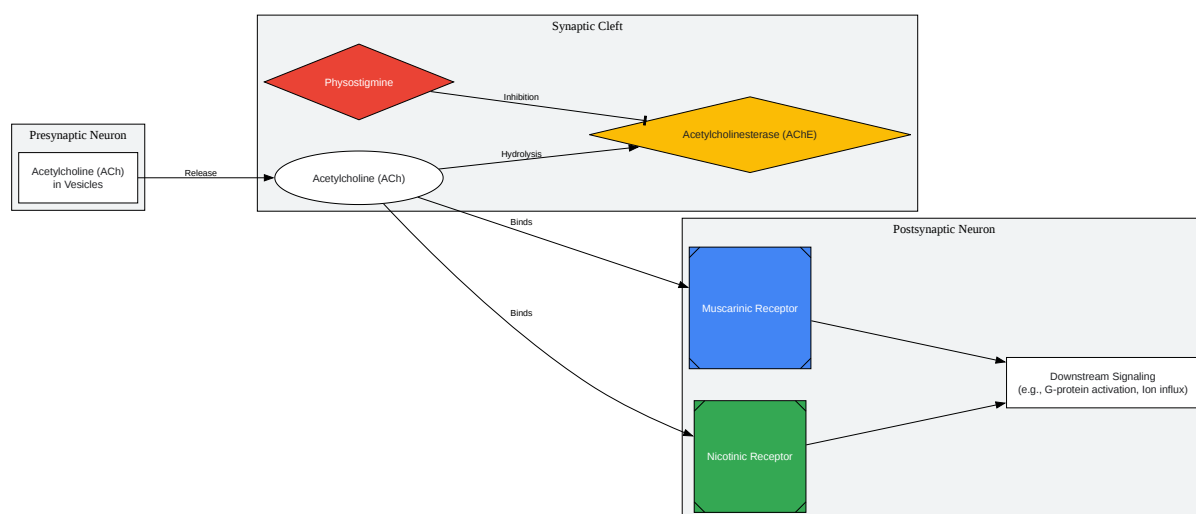 Synaptic Cleft
Physostigmine
Inhibition
Acetylcholinesterase (AChE)
Presynaptic Neuron
Acetylcholine (ACh)
in Vesicles
Release
Acetylcholine (ACh)
Hydrolysis
Binds
Binds
Postsynaptic Neuron
Muscarinic Receptor
Nicotinic Receptor
Downstream Signaling
(e.g., G-protein activation, Ion influx)